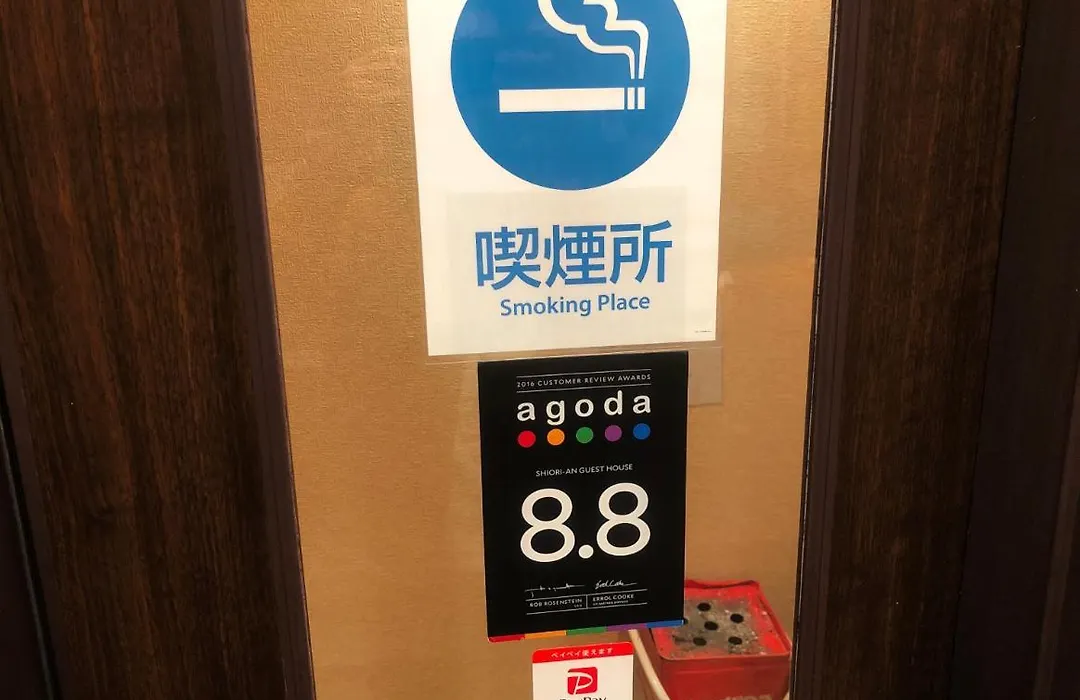 喫煙所
Smoking Place
2016 CUSTOMER REVIEW AWARDS
agoda
SHIORI-AN GUEST HOUSE
8.8
ROB ROSENSTEIN
ERROL COOKE
ペイペイ使えます